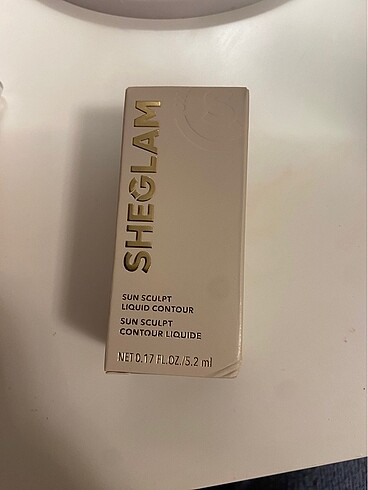 SHEGLAM
SUN SCULPT
LIQUID CONTOUR
SUN SCULPT
CONTOUR LIQUIDE
NET 0.17 FL.OZ./5.2 ml